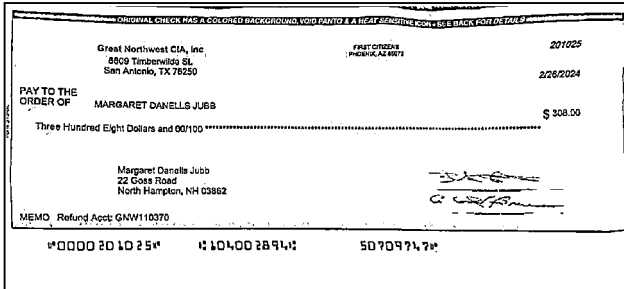 ORIGINAL CHECK HAS A COLORED BACKGROUND, VOID PANTO & A HEAT SENSITIVE ICON - SEE BACK FOR DETAILS
Great Northwest CIA, Inc
8609 Timberwilde St.
San Antonio, TX 78250
FIRST CITIZENS
PHOENIX, AZ 85072
201025
2/26/2024
PAY TO THE
ORDER OF
MARGARET DANELLS JUBB
$ 308.00
Three Hundred Eight Dollars and 00/100
Margaret Danells Jubb
22 Goss Road
North Hampton, NH 03862
MEMO Refund Acct: GNW110370
⑈0000201025⑈ ⑆104002894⑆ 50709747⑈